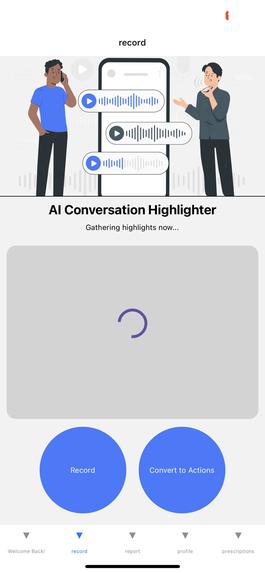 record
AI Conversation Highlighter
Gathering highlights now...
Record
Convert to Actions
Welcome Back!
record
report
profile
prescriptions